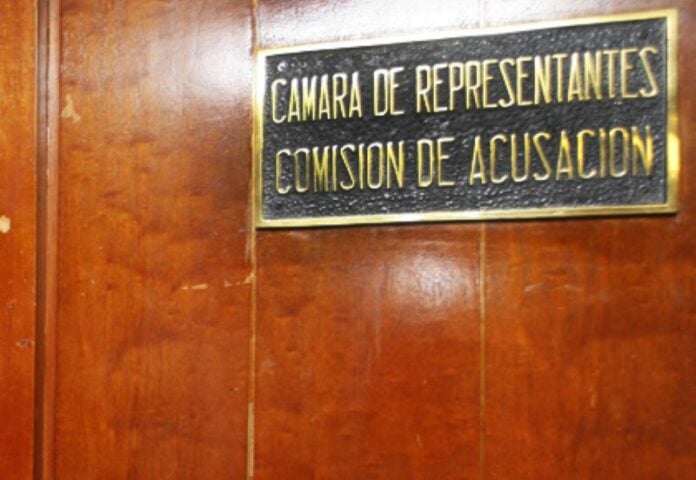 CAMARA DE REPRESENTANTES
COMISION DE ACUSACION